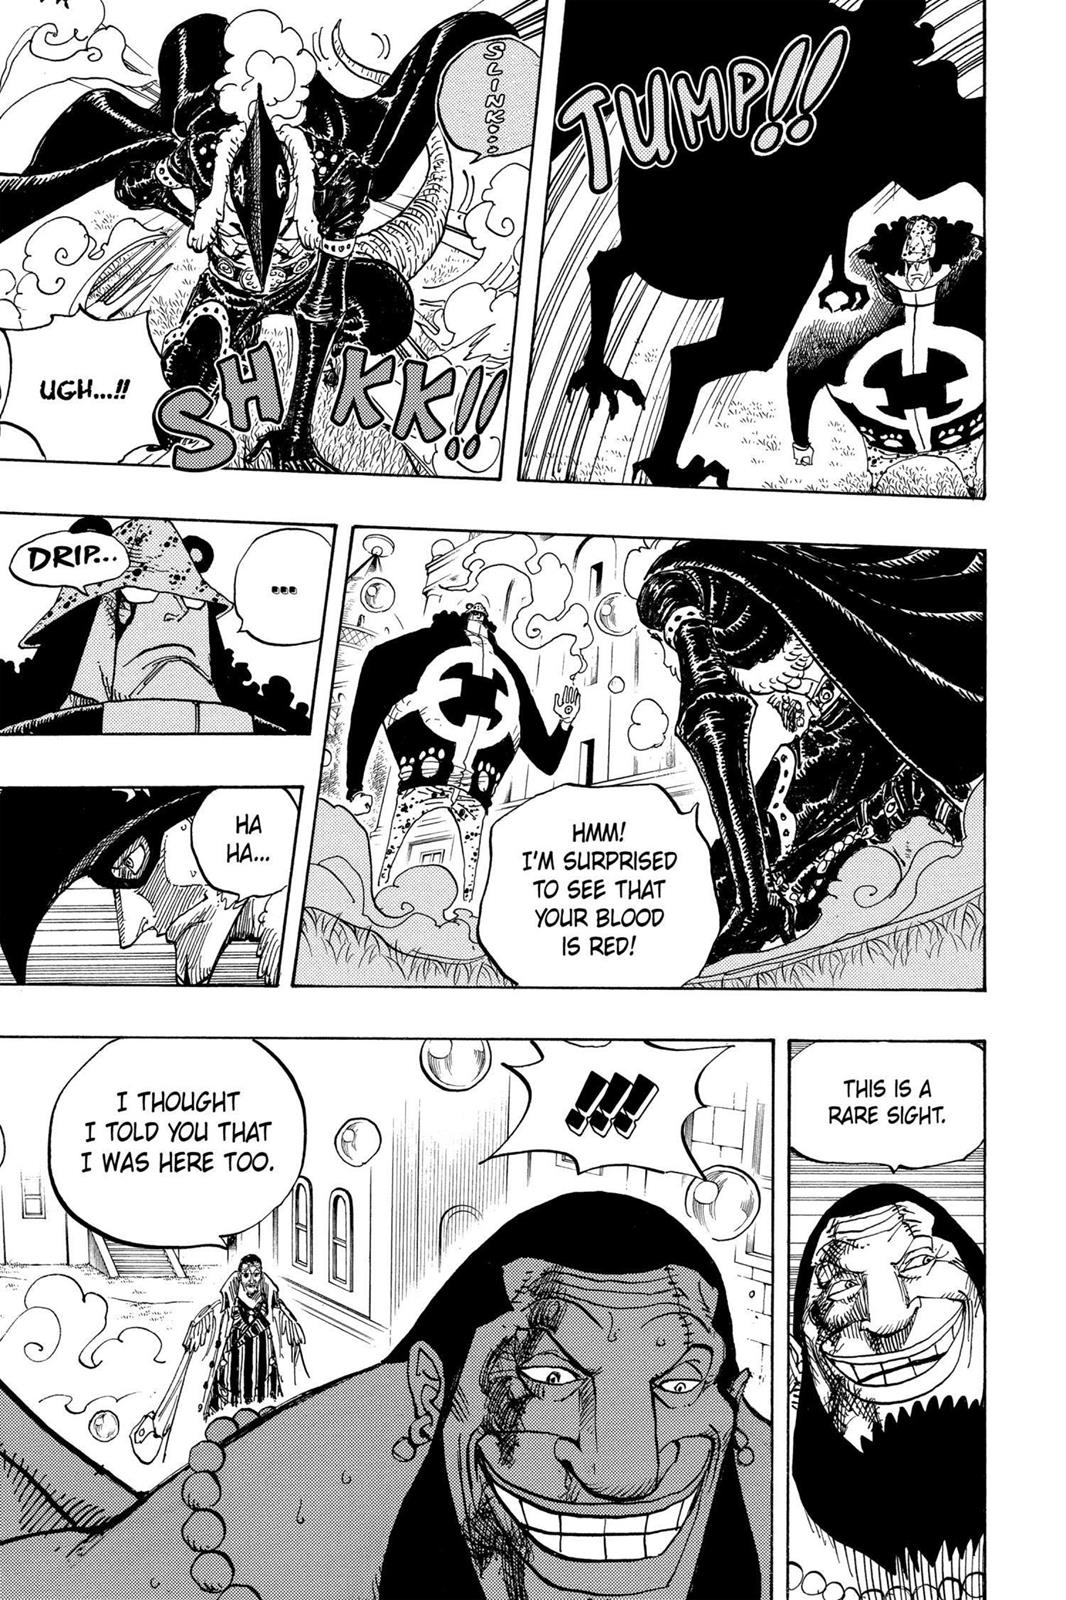 TUMP!!
SLINK...
SHKK!!
UGH...!!
HMM!
I'M SURPRISED
TO SEE THAT
YOUR BLOOD
IS RED!
...
DRIP...
HA
HA...
THIS IS A
RARE SIGHT.
!!!
I THOUGHT
I TOLD YOU THAT
I WAS HERE TOO.